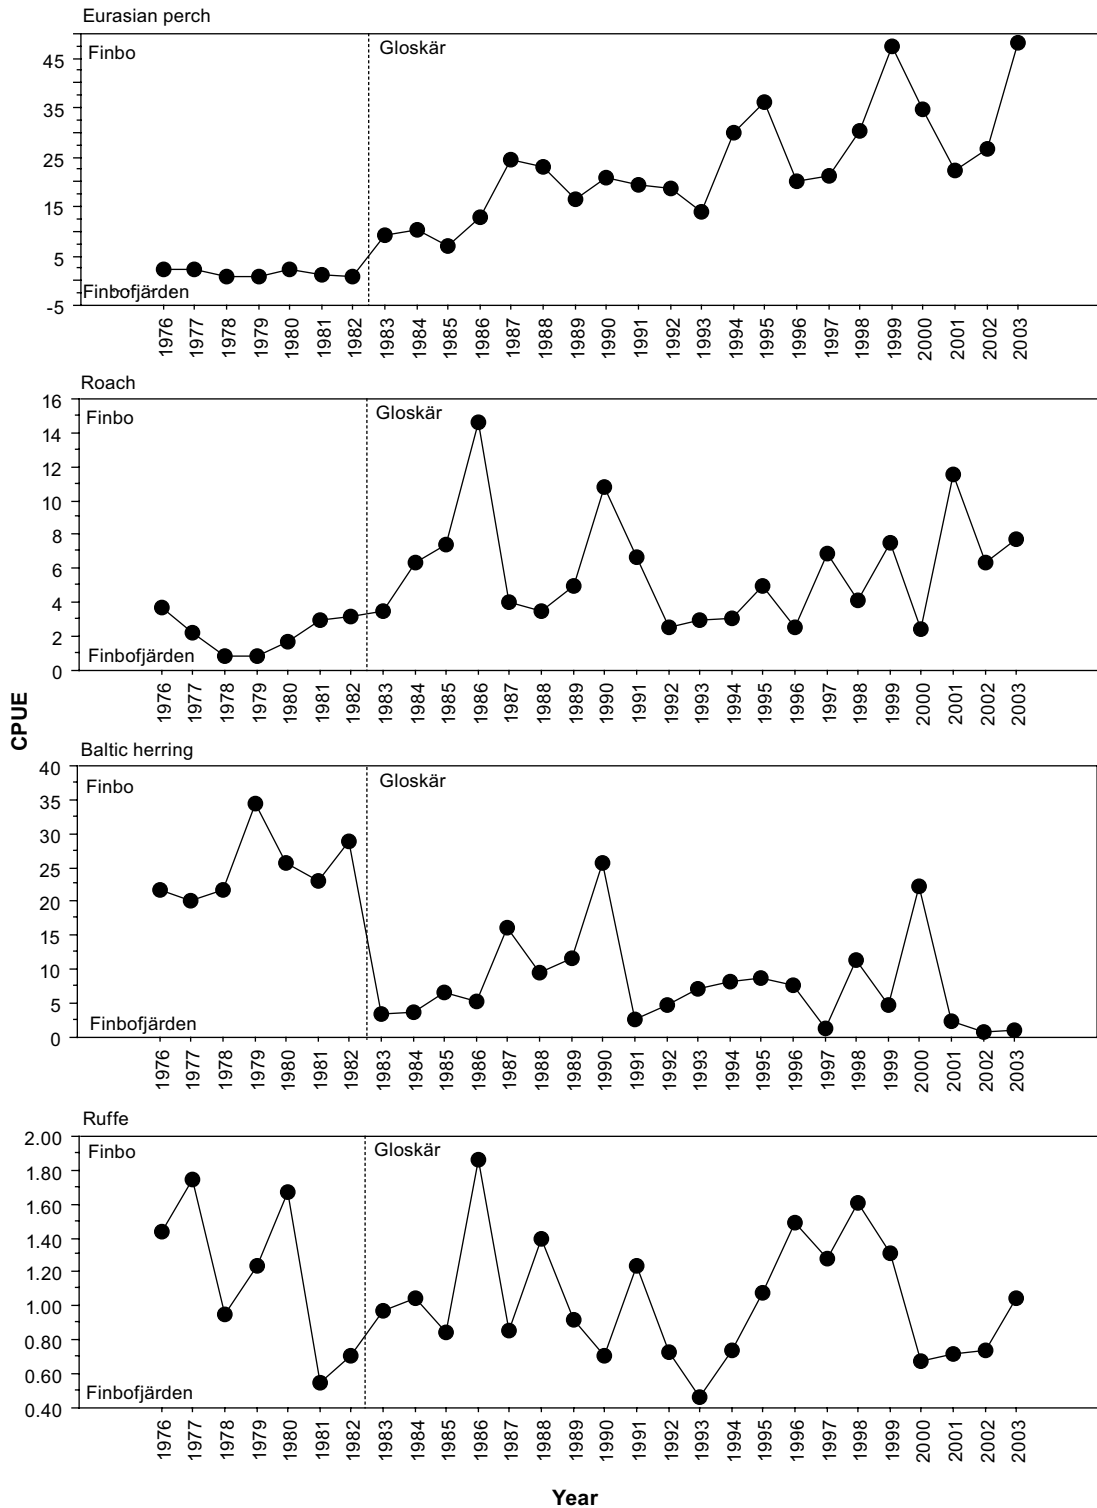 Eurasian perch
Finbo
Gloskär
45
35
25
15
5
-5
Finbofjärden
1976 1977 1978 1979 1980 1981 1982 1983 1984 1985 1986 1987 1988 1989 1990 1991 1992 1993 1994 1995 1996 1997 1998 1999 2000 2001 2002 2003
Roach
Finbo
Gloskär
16
14
12
10
8
6
4
2
0
Finbofjärden
1976 1977 1978 1979 1980 1981 1982 1983 1984 1985 1986 1987 1988 1989 1990 1991 1992 1993 1994 1995 1996 1997 1998 1999 2000 2001 2002 2003
CPUE
Baltic herring
Finbo
Gloskär
40
35
30
25
20
15
10
5
0
Finbofjärden
1976 1977 1978 1979 1980 1981 1982 1983 1984 1985 1986 1987 1988 1989 1990 1991 1992 1993 1994 1995 1996 1997 1998 1999 2000 2001 2002 2003
Ruffe
Finbo
Gloskär
2.00
1.80
1.60
1.40
1.20
1.00
0.80
0.60
0.40
Finbofjärden
1976 1977 1978 1979 1980 1981 1982 1983 1984 1985 1986 1987 1988 1989 1990 1991 1992 1993 1994 1995 1996 1997 1998 1999 2000 2001 2002 2003
Year